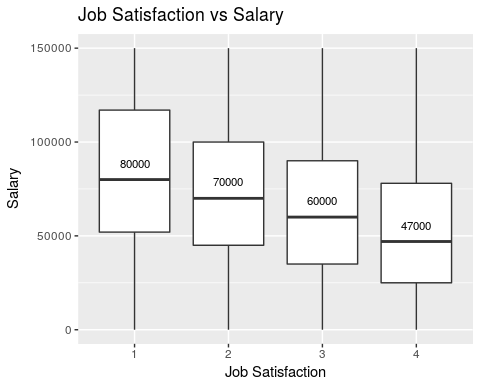 Job Satisfaction vs Salary
150000
100000
50000
0
Salary
80000
70000
60000
47000
1 2 3 4
Job Satisfaction